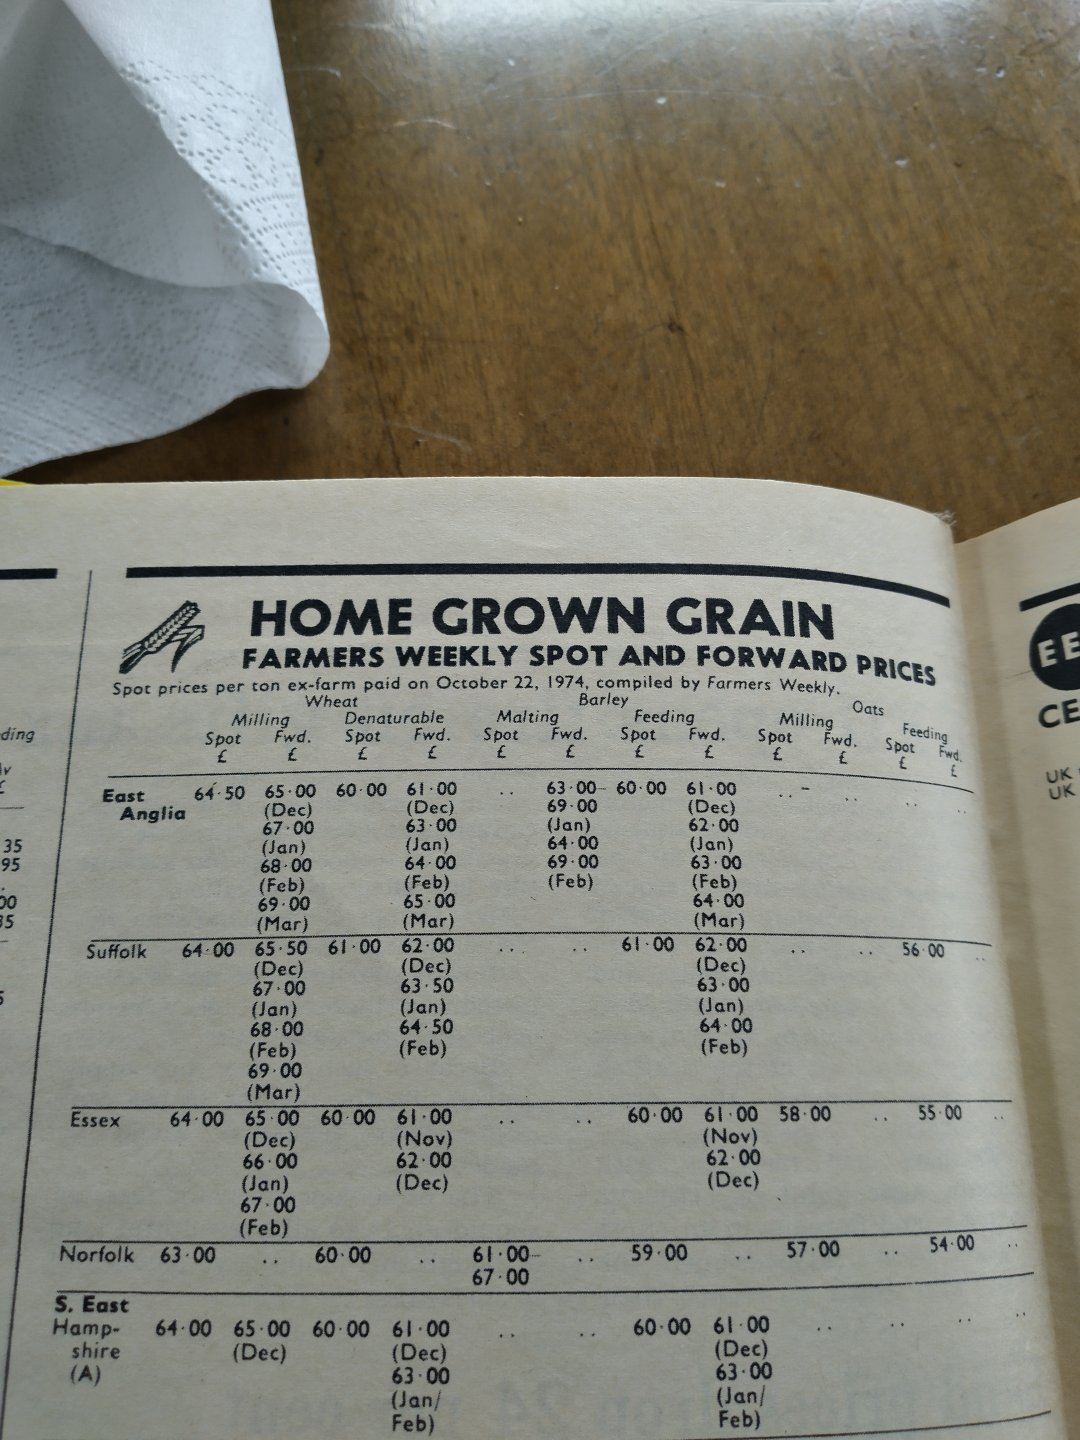 HOME GROWN GRAIN
FARMERS WEEKLY SPOT AND FORWARD PRICES
Spot prices per ton ex-farm paid on October 22, 1974, compiled by Farmers Weekly.
Wheat Barley Oats
Milling Denaturable Malting Feeding Milling Feeding
Spot Fwd. Spot Fwd. Spot Fwd. Spot Fwd. Spot Fwd. Spot Fwd.
£ £ £ £ £ £ £ £ £ £ £ £
East 64·50 65·00 60·00 61·00 .. 63·00- 60·00 61·00 ..- .. .. ..
Anglia (Dec) (Dec) 69·00 (Dec)
67·00 63·00 (Jan) 62·00
(Jan) (Jan) 64·00 (Jan)
68·00 64·00 69·00 63·00
(Feb) (Feb) (Feb) (Feb)
69·00 65·00 64·00
(Mar) (Mar) (Mar)
Suffolk 64·00 65·50 61·00 62·00 .. .. 61·00 62·00 .. .. 56·00 ..
(Dec) (Dec) (Dec)
67·00 63·50 63·00
(Jan) (Jan) (Jan)
68·00 64·50 64·00
(Feb) (Feb) (Feb)
69·00
(Mar)
Essex 64·00 65·00 60·00 61·00 .. .. 60·00 61·00 58·00 .. 55·00 ..
(Dec) (Nov) (Nov)
66·00 62·00 62·00
(Jan) (Dec) (Dec)
67·00
(Feb)
Norfolk 63·00 .. 60·00 .. 61·00- .. 59·00 .. 57·00 .. 54·00 ..
67·00
S. East
Hamp- 64·00 65·00 60·00 61·00 .. .. 60·00 61·00 .. .. .. ..
shire (Dec) (Dec) (Dec)
(A) 63·00 63·00
(Jan/ (Jan/
Feb) Feb)
ding
35
95
00
35
EE
CE
UK
UK